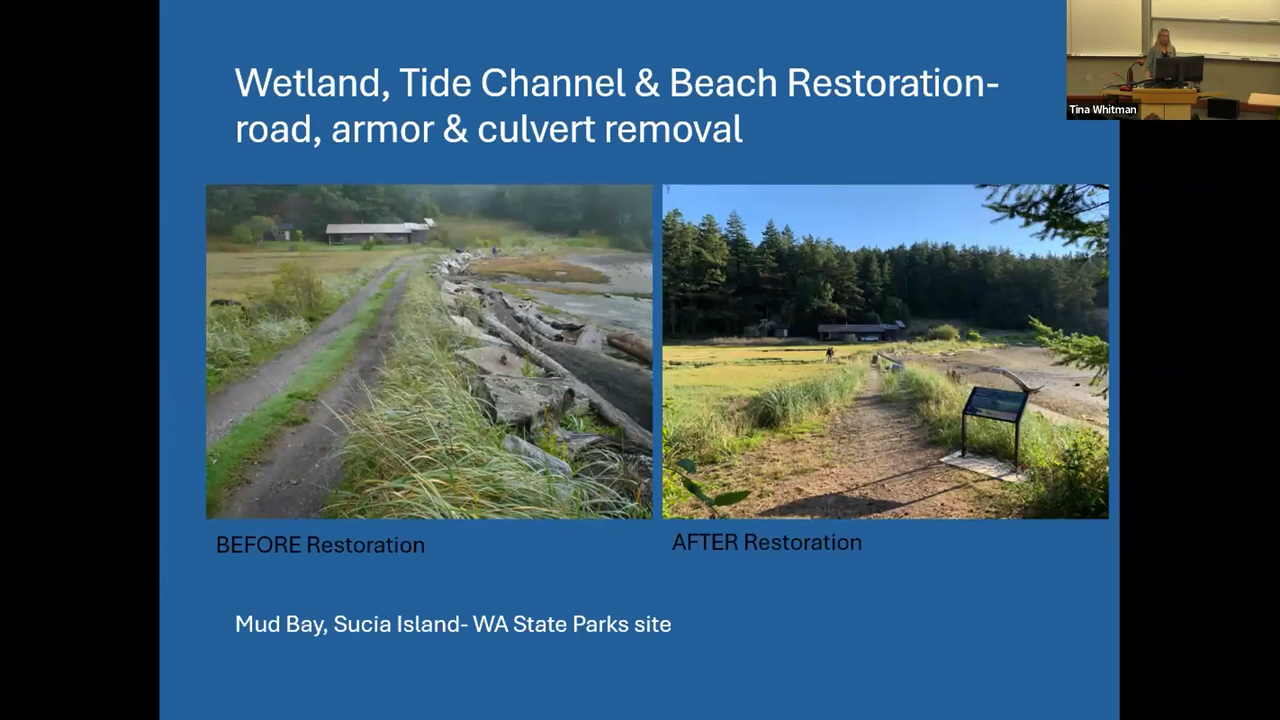 Wetland, Tide Channel & Beach Restoration-
road, armor & culvert removal
Tina Whitman
BEFORE Restoration
AFTER Restoration
Mud Bay, Sucia Island- WA State Parks site